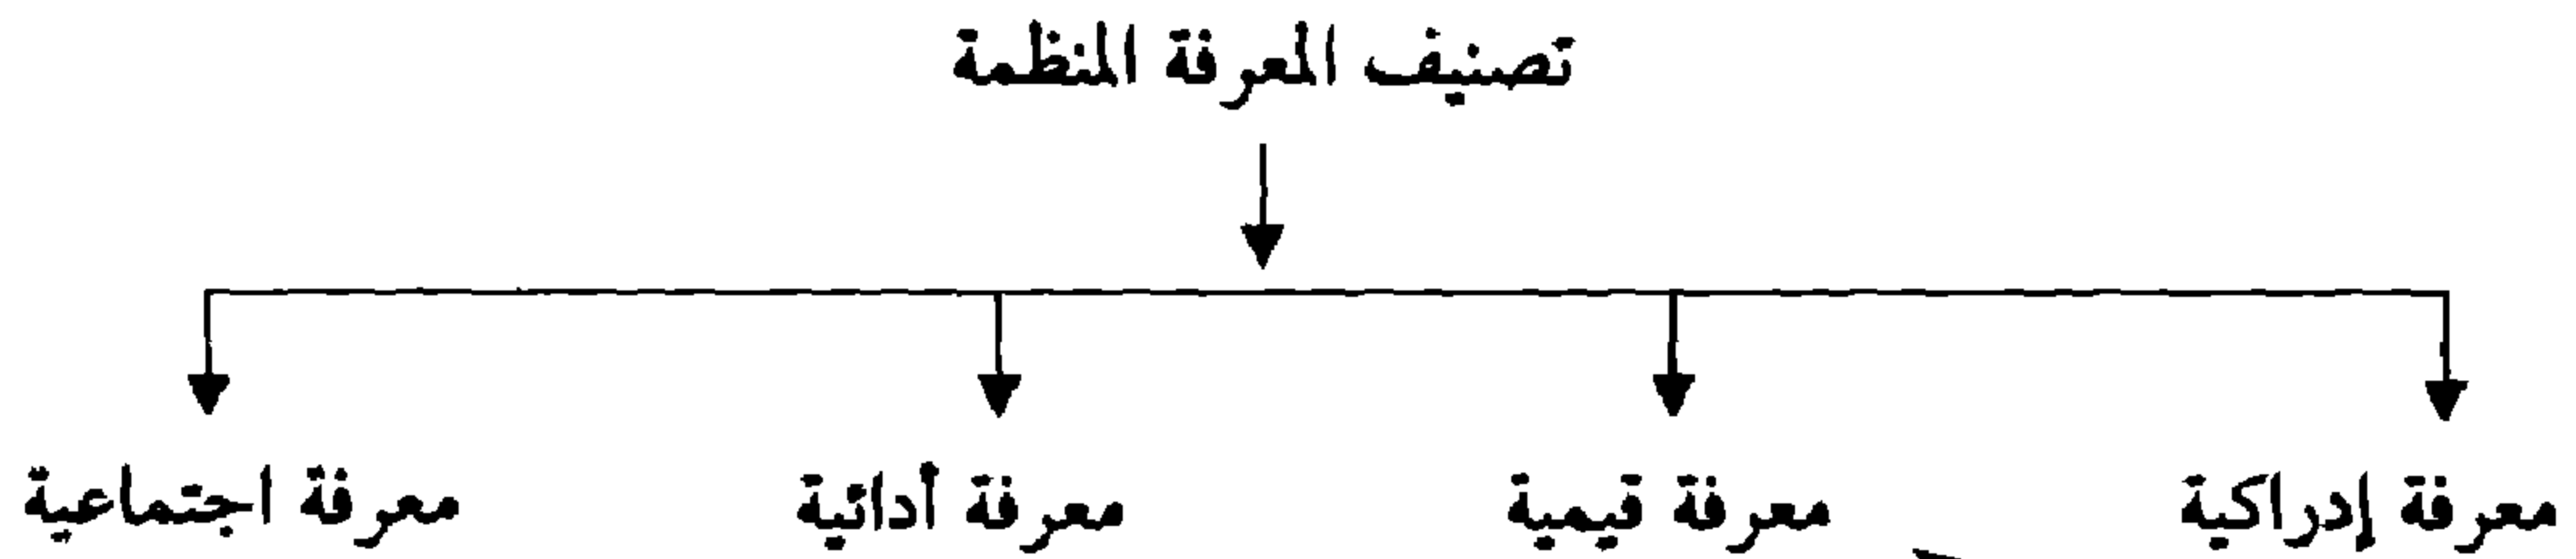 تصنيف المعرفة المنظمة
معرفة إدراكية معرفة قيمية معرفة أدائية معرفة اجتماعية